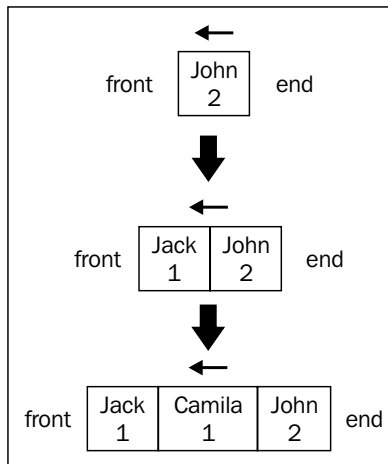 John
front 2 end
Jack John
front 1 2 end
Jack Camila John
front 1 1 2 end